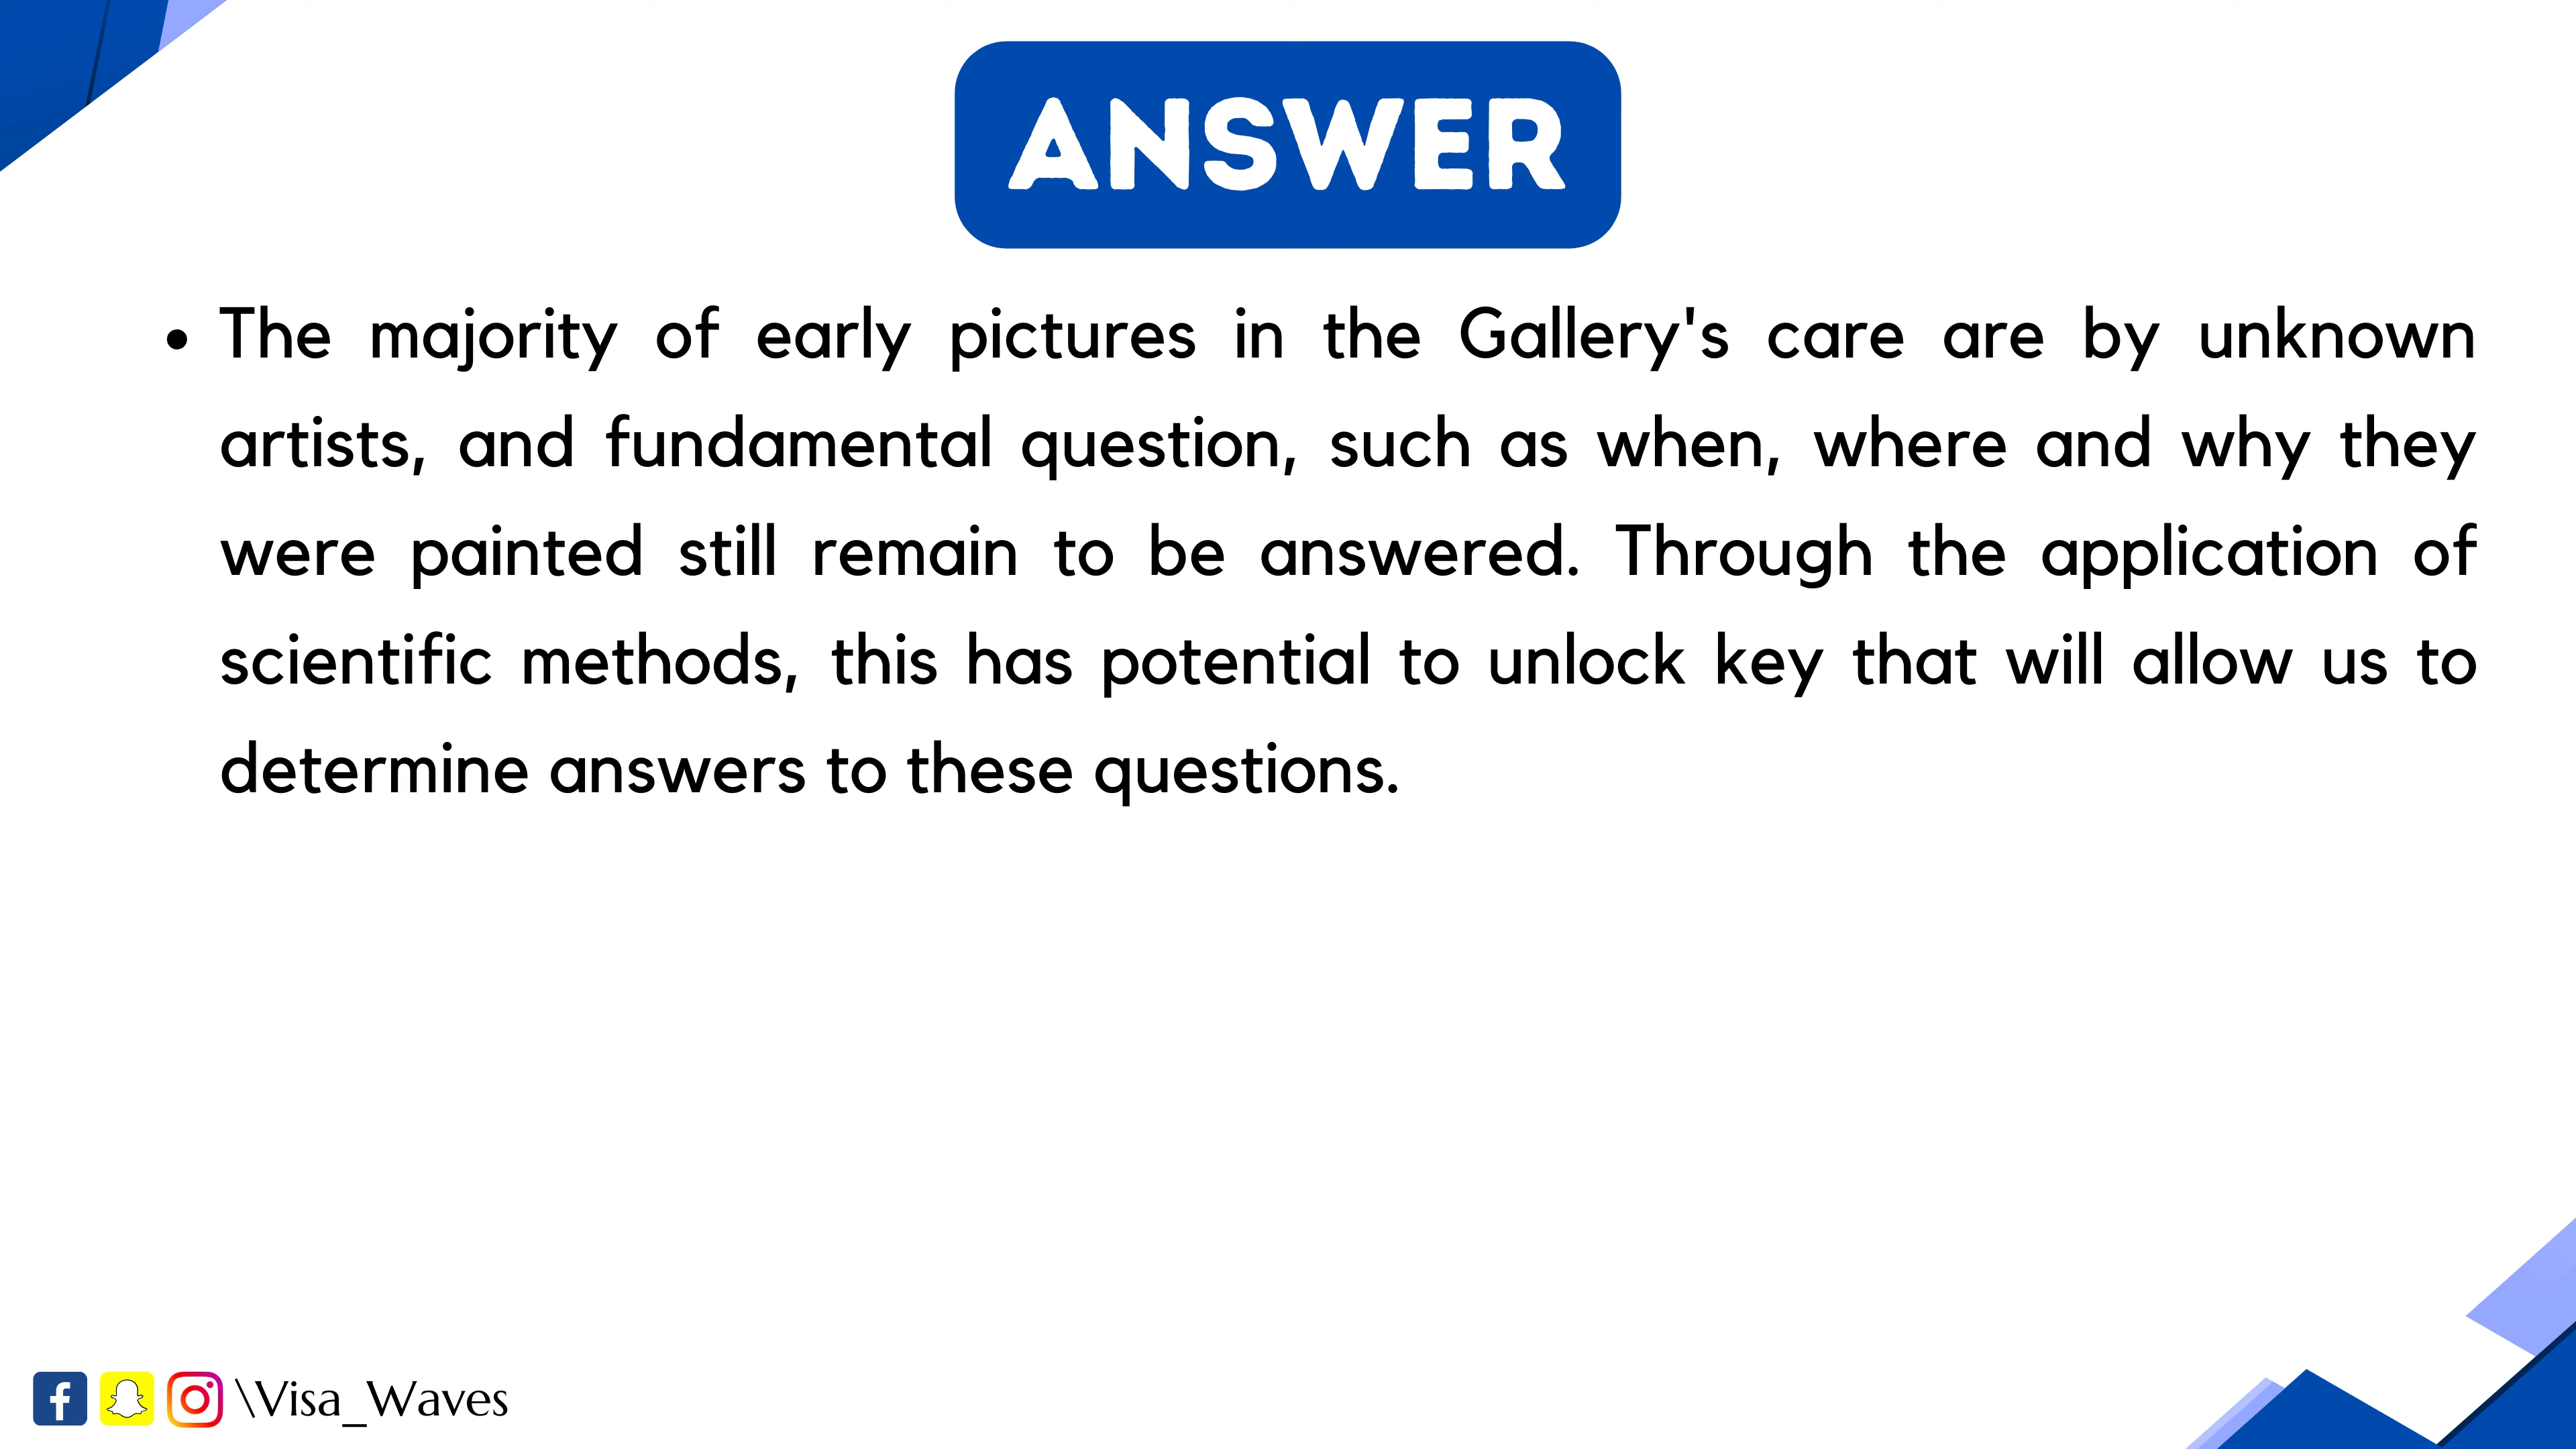 ANSWER
• The majority of early pictures in the Gallery's care are by unknown
artists, and fundamental question, such as when, where and why they
were painted still remain to be answered. Through the application of
scientific methods, this has potential to unlock key that will allow us to
determine answers to these questions.
\Visa_Waves